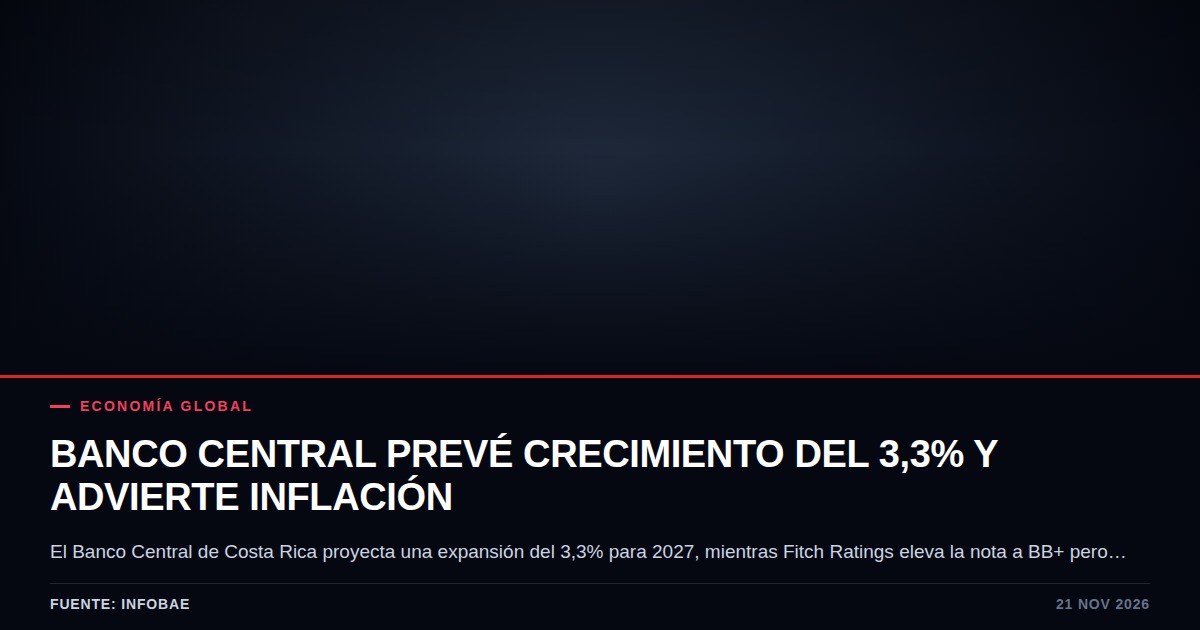 ECONOMÍA GLOBAL
BANCO CENTRAL PREVÉ CRECIMIENTO DEL 3,3% Y
ADVIERTE INFLACIÓN
El Banco Central de Costa Rica proyecta una expansión del 3,3% para 2027, mientras Fitch Ratings eleva la nota a BB+ pero…
FUENTE: INFOBAE
21 NOV 2026